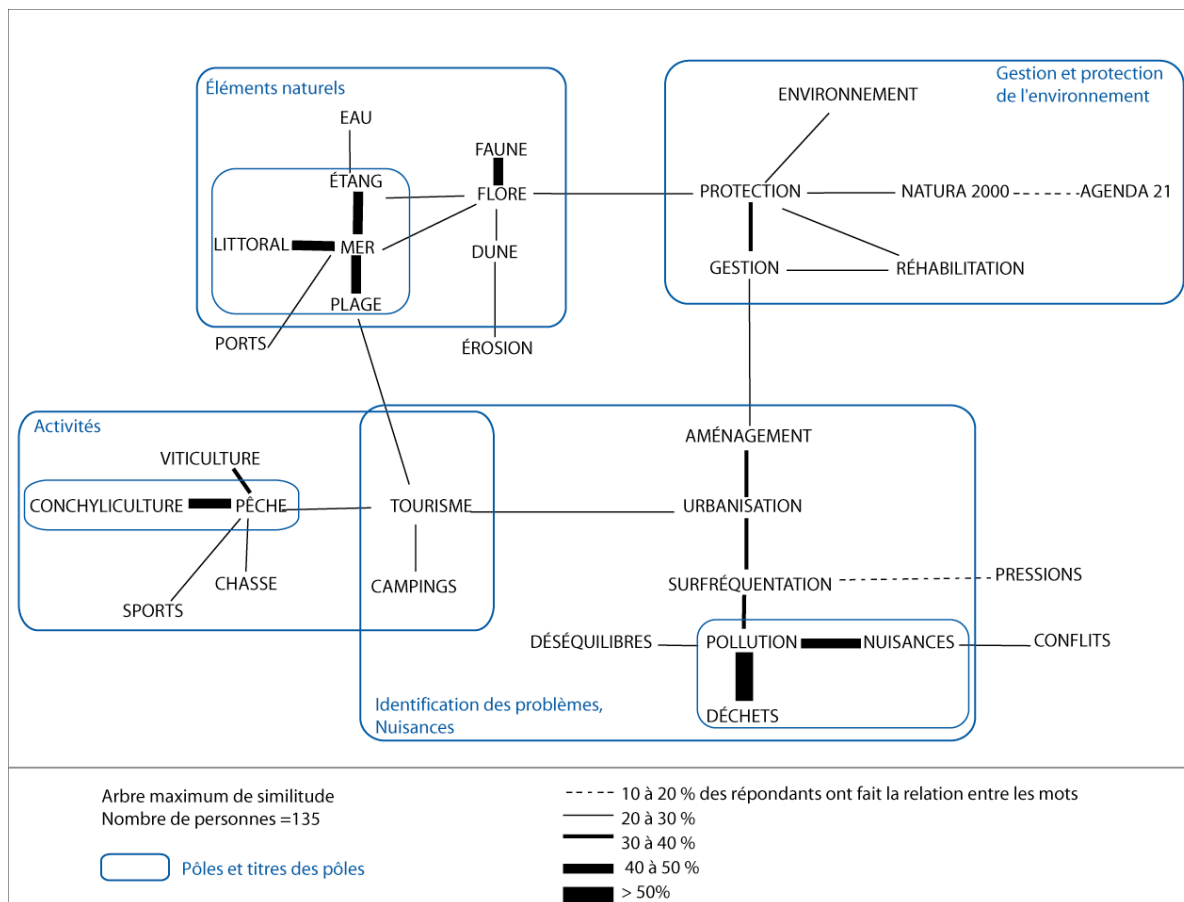 Éléments naturels
EAU
FAUNE
ÉTANG
FLORE
LITTORAL
MER
DUNE
PLAGE
PORTS
ÉROSION
Gestion et protection
de l'environnement
ENVIRONNEMENT
PROTECTION
NATURA 2000
AGENDA 21
GESTION
RÉHABILITATION
Activités
VITICULTURE
CONCHYLICULTURE
PÊCHE
CHASSE
SPORTS
TOURISME
CAMPINGS
AMÉNAGEMENT
URBANISATION
SURFRÉQUENTATION
PRESSIONS
DÉSÉQUILIBRES
POLLUTION
NUISANCES
CONFLITS
DÉCHETS
Identification des problèmes,
Nuisances
Arbre maximum de similitude
Nombre de personnes =135
Pôles et titres des pôles
10 à 20 % des répondants ont fait la relation entre les mots
20 à 30 %
30 à 40 %
40 à 50 %
> 50%